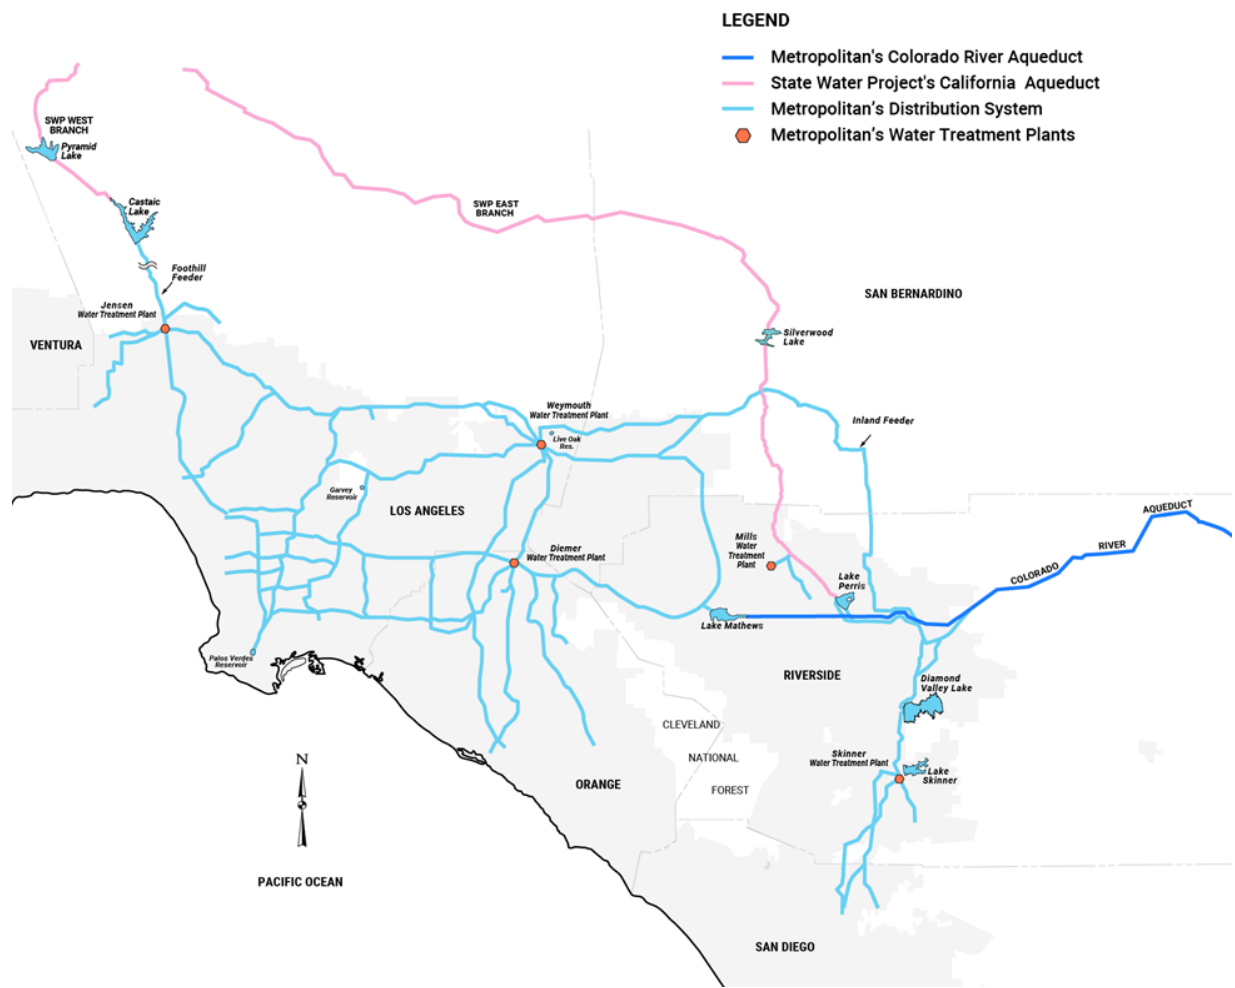 LEGEND
Metropolitan's Colorado River Aqueduct
State Water Project's California Aqueduct
Metropolitan's Distribution System
Metropolitan's Water Treatment Plants
SWP WEST
BRANCH
Pyramid
Lake
Castaic
Lake
SWP EAST
BRANCH
Foothill
Feeder
SAN BERNARDINO
Jensen
Water Treatment Plant
VENTURA
Silverwood
Lake
Weymouth
Water Treatment Plant
Inland Feeder
Live Oak
Res.
Garvey
Reservoir
LOS ANGELES
AQUEDUCT
RIVER
COLORADO
Mills
Water
Treatment
Plant
Diemer
Water Treatment Plant
Lake
Perris
Lake Mathews
Palos Verdes
Reservoir
RIVERSIDE
Diamond
Valley Lake
CLEVELAND
NATIONAL
FOREST
Skinner
Water Treatment Plant
Lake
Skinner
N
ORANGE
PACIFIC OCEAN
SAN DIEGO